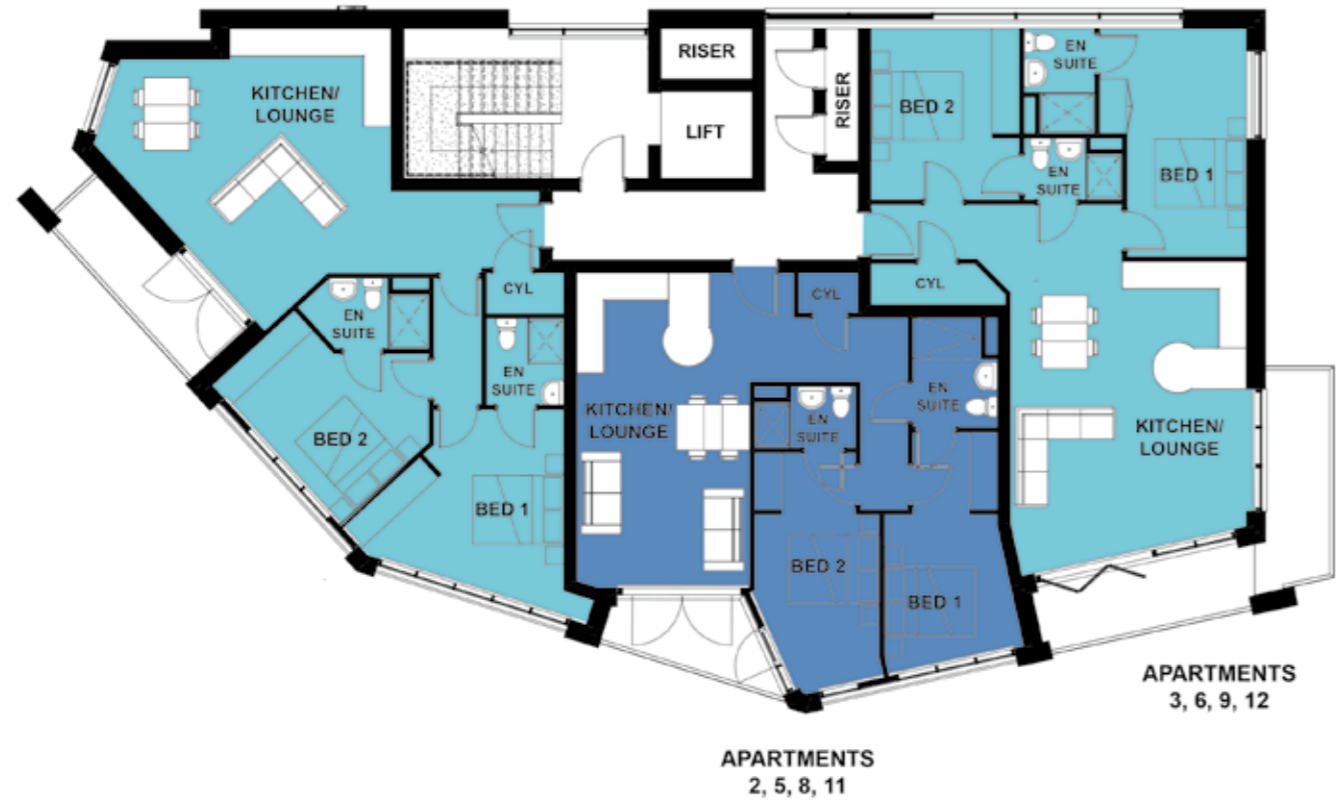 KITCHEN/
LOUNGE
RISER
LIFT
RISER
BED 2
EN
SUITE
EN
SUITE
BED 1
CYL
KITCHEN/
LOUNGE
CYL
EN
SUITE
EN
SUITE
BED 2
BED 1
CYL
KITCHEN/
LOUNGE
EN
SUITE
EN
SUITE
BED 2
BED 1
APARTMENTS
3, 6, 9, 12
APARTMENTS
2, 5, 8, 11